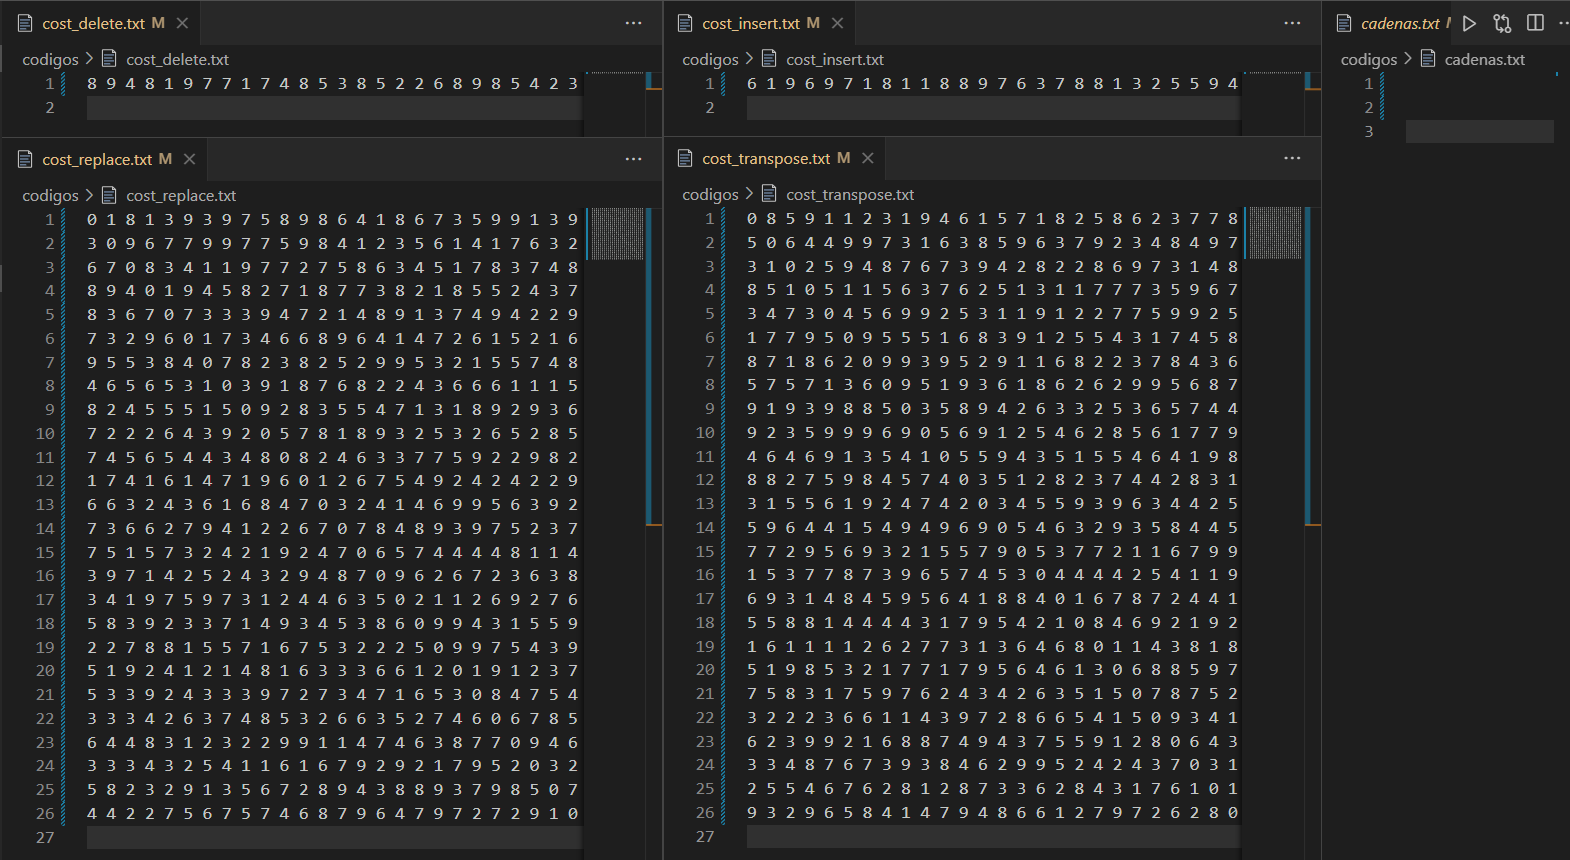 cost_delete.txt M
codigos > cost_delete.txt
1 8 9 4 8 1 9 7 7 1 7 4 8 5 3 8 5 2 2 6 8 9 8 5 4 2 3
2
cost_insert.txt M
codigos > cost_insert.txt
1 6 1 9 6 9 7 1 8 1 1 8 8 9 7 6 3 7 8 8 1 3 2 5 5 9 4
2
cadenas.txt
codigos > cadenas.txt
1
2
3
cost_replace.txt M
codigos > cost_replace.txt
1 0 1 8 1 3 9 3 9 7 5 8 9 8 6 4 1 8 6 7 3 5 9 9 1 3 9
2 3 0 9 6 7 7 9 9 7 7 5 9 8 4 1 2 3 5 6 1 4 1 7 6 3 2
3 6 7 0 8 3 4 1 1 9 7 7 2 7 5 8 6 3 4 5 1 7 8 3 7 4 8
4 8 9 4 0 1 9 4 5 8 2 7 1 8 7 7 3 8 2 1 8 5 5 2 4 3 7
5 8 3 6 7 0 7 3 3 3 9 4 7 2 1 4 8 9 1 3 7 4 9 4 2 2 9
6 7 3 2 9 6 0 1 7 3 4 6 6 8 9 6 4 1 4 7 2 6 1 5 2 1 6
7 9 5 5 3 8 4 0 7 8 2 3 8 2 5 2 9 9 5 3 2 1 5 5 7 4 8
8 4 6 5 6 5 3 1 0 3 9 1 8 7 6 8 2 2 4 3 6 6 6 1 1 1 5
9 8 2 4 5 5 5 1 5 0 9 2 8 3 5 5 4 7 1 3 1 8 9 2 9 3 6
10 7 2 2 2 6 4 3 9 2 0 5 7 8 1 8 9 3 2 5 3 2 6 5 2 8 5
11 7 4 5 6 5 4 4 3 4 8 0 8 2 4 6 3 3 7 7 5 9 2 2 9 8 2
12 1 7 4 1 6 1 4 7 1 9 6 0 1 2 6 7 5 4 9 2 4 2 4 2 2 9
13 6 6 3 2 4 3 6 1 6 8 4 7 0 3 2 4 1 4 6 9 9 5 6 3 9 2
14 7 3 6 6 2 7 9 4 1 2 2 6 7 0 7 8 4 8 9 3 9 7 5 2 3 7
15 7 5 1 5 7 3 2 4 2 1 9 2 4 7 0 6 5 7 4 4 4 4 8 1 1 4
16 3 9 7 1 4 2 5 2 4 3 2 9 4 8 7 0 9 6 2 6 7 2 3 6 3 8
17 3 4 1 9 7 5 9 7 3 1 2 4 4 6 3 5 0 2 1 1 2 6 9 2 7 6
18 5 8 3 9 2 3 3 7 1 4 9 3 4 5 3 8 6 0 9 9 4 3 1 5 5 9
19 2 2 7 8 8 1 5 5 7 1 6 7 5 3 2 2 2 5 0 9 9 7 5 4 3 9
20 5 1 9 2 4 1 2 1 4 8 1 6 3 3 3 6 6 1 2 0 1 9 1 2 3 7
21 5 3 3 9 2 4 3 3 3 9 7 2 7 3 4 7 1 6 5 3 0 8 4 7 5 4
22 3 3 3 4 2 6 3 7 4 8 5 3 2 6 6 3 5 2 7 4 6 0 6 7 8 5
23 6 4 4 8 3 1 2 3 2 2 9 9 1 1 4 7 4 6 3 8 7 7 0 9 4 6
24 3 3 3 4 3 2 5 4 1 1 6 1 6 7 9 2 9 2 1 7 9 5 2 0 3 2
25 5 8 2 3 2 9 1 3 5 6 7 2 8 9 4 3 8 8 9 3 7 9 8 5 0 7
26 4 4 2 2 7 5 6 7 5 7 4 6 8 7 9 6 4 7 9 7 2 7 2 9 1 0
27
cost_transpose.txt M
codigos > cost_transpose.txt
1 0 8 5 9 1 1 2 3 1 9 4 6 1 5 7 1 8 2 5 8 6 2 3 7 7 8
2 5 0 6 4 4 9 9 7 3 1 6 3 8 5 9 6 3 7 9 2 3 4 8 4 9 7
3 3 1 0 2 5 9 4 8 7 6 7 3 9 4 2 8 2 2 8 6 9 7 3 1 4 8
4 8 5 1 0 5 1 1 5 6 3 7 6 2 5 1 3 1 1 7 7 7 3 5 9 6 7
5 3 4 7 3 0 4 5 6 9 9 2 5 3 1 1 9 1 2 2 7 7 5 9 9 2 5
6 1 7 7 9 5 0 9 5 5 5 1 6 8 3 9 1 2 5 5 4 3 1 7 4 5 8
7 8 7 1 8 6 2 0 9 9 3 9 5 2 9 1 1 6 8 2 2 3 7 8 4 3 6
8 5 7 5 7 1 3 6 0 9 5 1 9 3 6 1 8 6 2 6 2 9 9 5 6 8 7
9 9 1 9 3 9 8 8 5 0 3 5 8 9 4 2 6 3 3 2 5 3 6 5 7 4 4
10 9 2 3 5 9 9 9 6 9 0 5 6 9 1 2 5 4 6 2 8 5 6 1 7 7 9
11 4 6 4 6 9 1 3 5 4 1 0 5 5 9 4 3 5 1 5 5 4 6 4 1 9 8
12 8 8 2 7 5 9 8 4 5 7 4 0 3 5 1 2 8 2 3 7 4 4 2 8 3 1
13 3 1 5 5 6 1 9 2 4 7 4 2 0 3 4 5 5 9 3 9 6 3 4 4 2 5
14 5 9 6 4 4 1 5 4 9 4 9 6 9 0 5 4 6 3 2 9 3 5 8 4 4 5
15 7 7 2 9 5 6 9 3 2 1 5 5 7 9 0 5 3 7 7 2 1 1 6 7 9 9
16 1 5 3 7 7 8 7 3 9 6 5 7 4 5 3 0 4 4 4 4 2 5 4 1 1 9
17 6 9 3 1 4 8 4 5 9 5 6 4 1 8 8 4 0 1 6 7 8 7 2 4 4 1
18 5 5 8 8 1 4 4 4 4 3 1 7 9 5 4 2 1 0 8 4 6 9 2 1 9 2
19 1 6 1 1 1 1 2 6 2 7 7 3 1 3 6 4 6 8 0 1 1 4 3 8 1 8
20 5 1 9 8 5 3 2 1 7 7 1 7 9 5 6 4 6 1 3 0 6 8 8 5 9 7
21 7 5 8 3 1 7 5 9 7 6 2 4 3 4 2 6 3 5 1 5 0 7 8 7 5 2
22 3 2 2 2 3 6 6 1 1 4 3 9 7 2 8 6 6 5 4 1 5 0 9 3 4 1
23 6 2 3 9 9 2 1 6 8 8 7 4 9 4 3 7 5 5 9 1 2 8 0 6 4 3
24 3 3 4 8 7 6 7 3 9 3 8 4 6 2 9 9 5 2 4 2 4 3 7 0 3 1
25 2 5 5 4 6 7 6 2 8 1 2 8 7 3 3 6 2 8 4 3 1 7 6 1 0 1
26 9 3 2 9 6 5 8 4 1 4 7 9 4 8 6 6 1 2 7 9 7 2 6 2 8 0
27